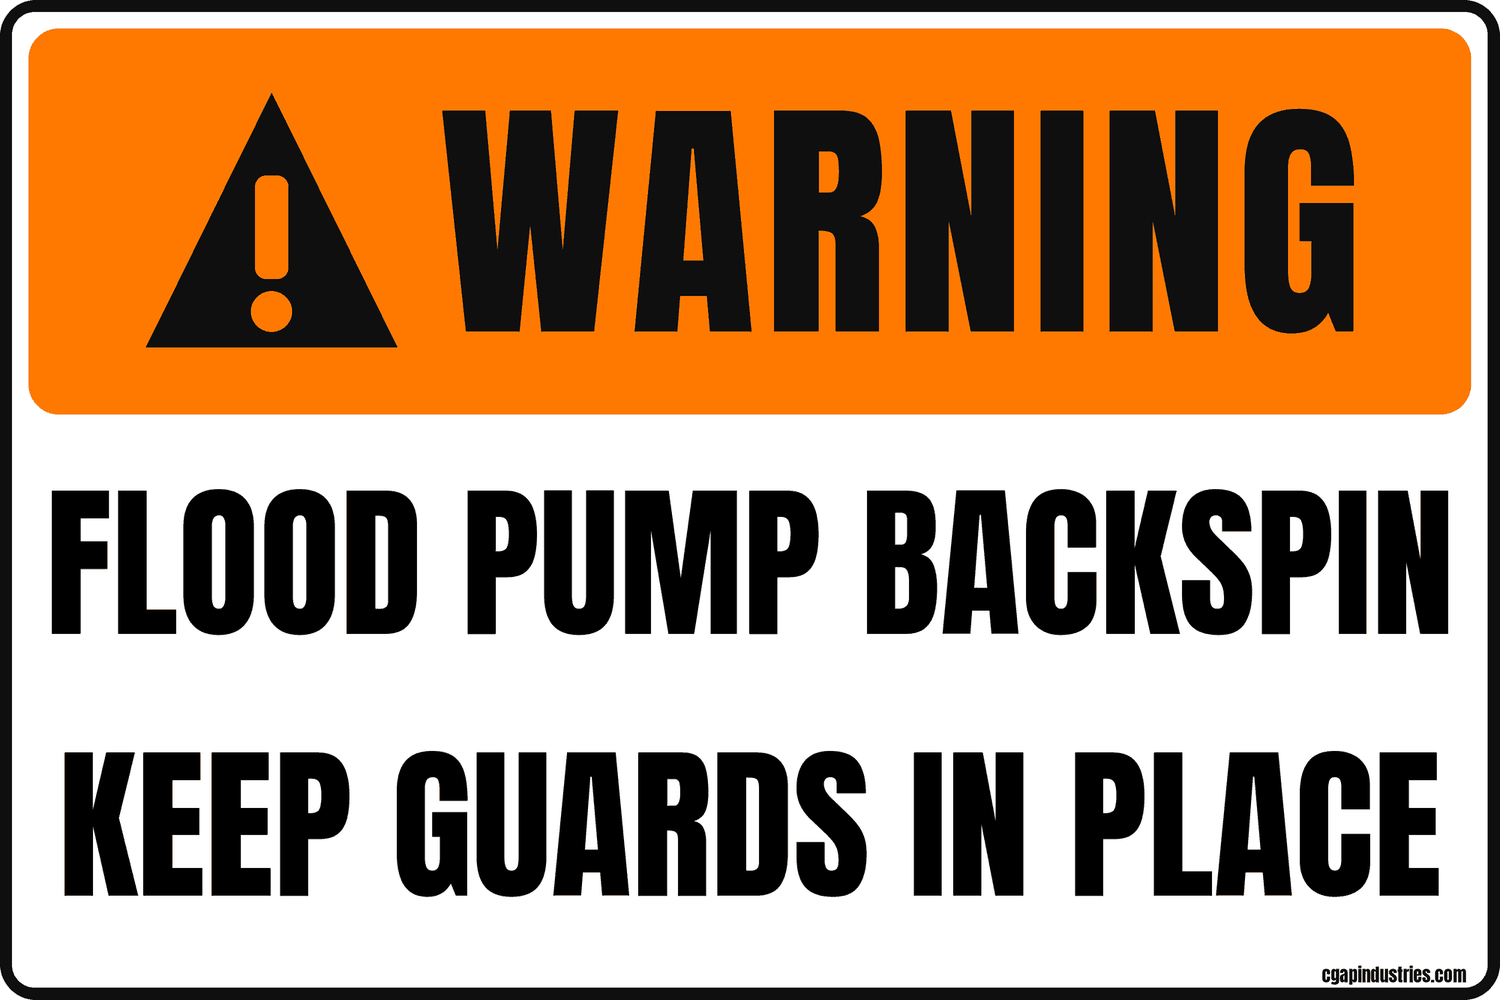 WARNING
FLOOD PUMP BACKSPIN
KEEP GUARDS IN PLACE
cgapindustries.com